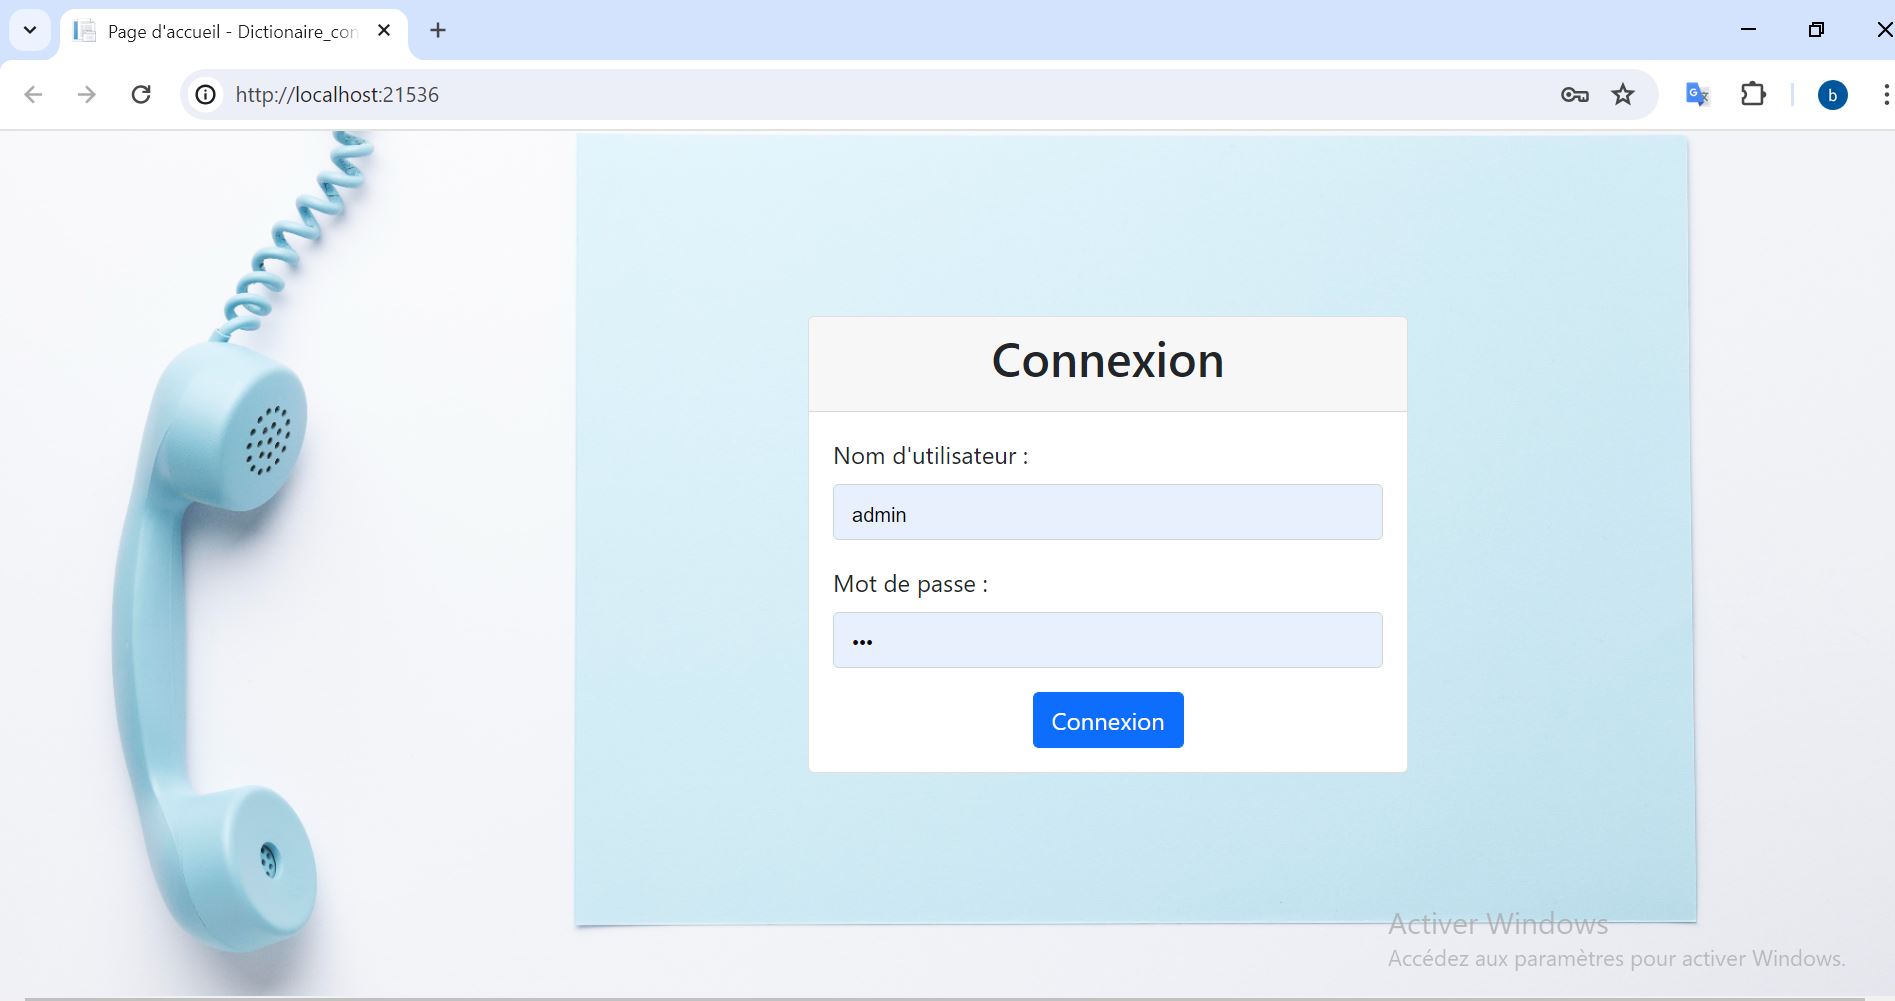 Page d'accueil - Dictionaire_con
http://localhost:21536
b
Connexion
Nom d'utilisateur :
admin
Mot de passe :
•••
Connexion
Activer Windows
Accédez aux paramètres pour activer Windows.